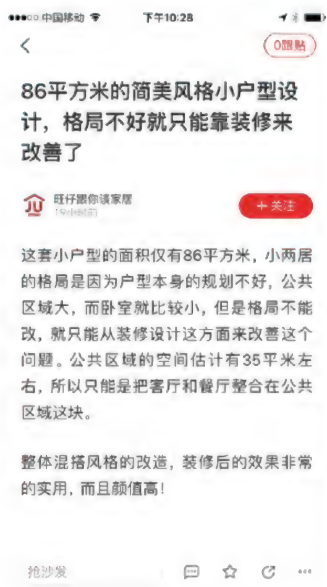 中国移动
下午10:28
0跟贴
86平方米的简美风格小户型设
计，格局不好就只能靠装修来
改善了
旺仔跟你谈家居
19小时前
+关注
这套小户型的面积仅有86平方米，小两居
的格局是因为户型本身的规划不好，公共
区域大，而卧室就比较小，但是格局不能
改，就只能从装修设计这方面来改善这个
问题。公共区域的空间估计有35平米左
右，所以只能是把客厅和餐厅整合在公共
区域这块。
整体混搭风格的改造，装修后的效果非常
的实用，而且颜值高！
抢沙发